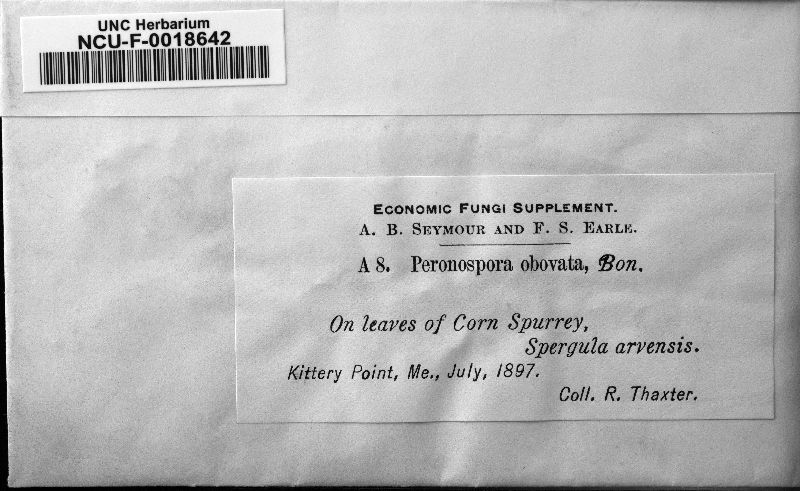 UNC Herbarium
NCU-F-0018642
ECONOMIC FUNGI SUPPLEMENT.
A. B. SEYMOUR AND F. S. EARLE.
A 8. Peronospora obovata, Bon.
On leaves of Corn Spurrey,
Spergula arvensis.
Kittery Point, Me., July, 1897.
Coll. R. Thaxter.